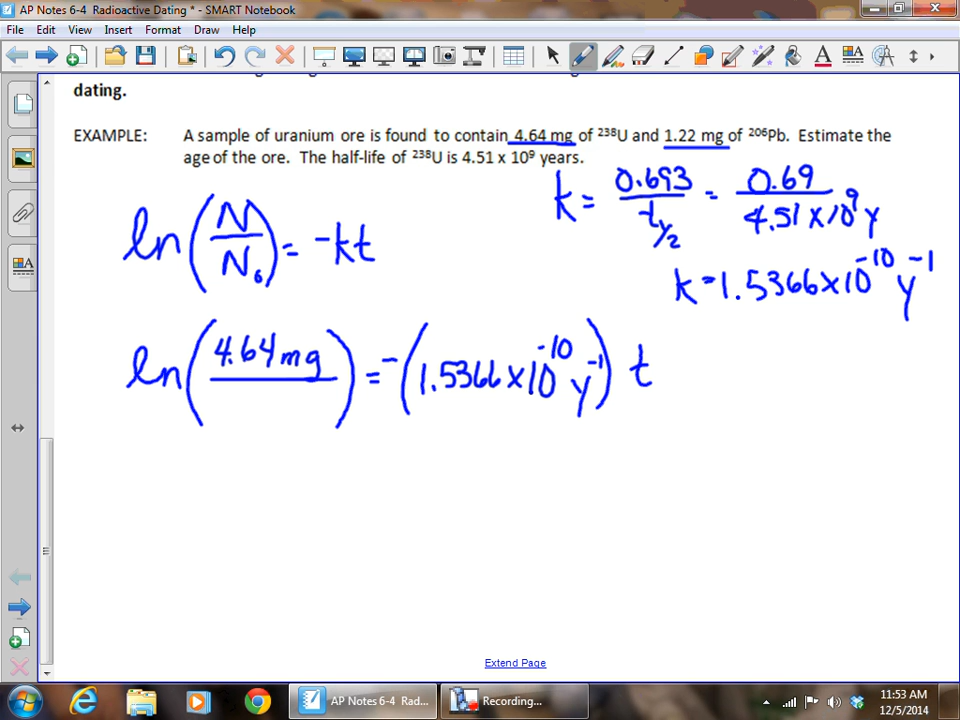 AP Notes 6-4 Radioactive Dating * - SMART Notebook
File Edit View Insert Format Draw Help
dating.
EXAMPLE: A sample of uranium ore is found to contain 4.64 mg of ²³⁸U and 1.22 mg of ²⁰⁶Pb. Estimate the
age of the ore. The half-life of ²³⁸U is 4.51 x 10⁹ years.
k = 0.693/t½ = 0.69/4.51 x 10⁹ y
ln(N/N₀) = -kt
k = 1.5366 x 10⁻¹⁰ y⁻¹
ln(4.64 mg/ ) = -(1.5366 x 10⁻¹⁰ y⁻¹) t
Extend Page
AP Notes 6-4 Rad...
Recording...
11:53 AM
12/5/2014